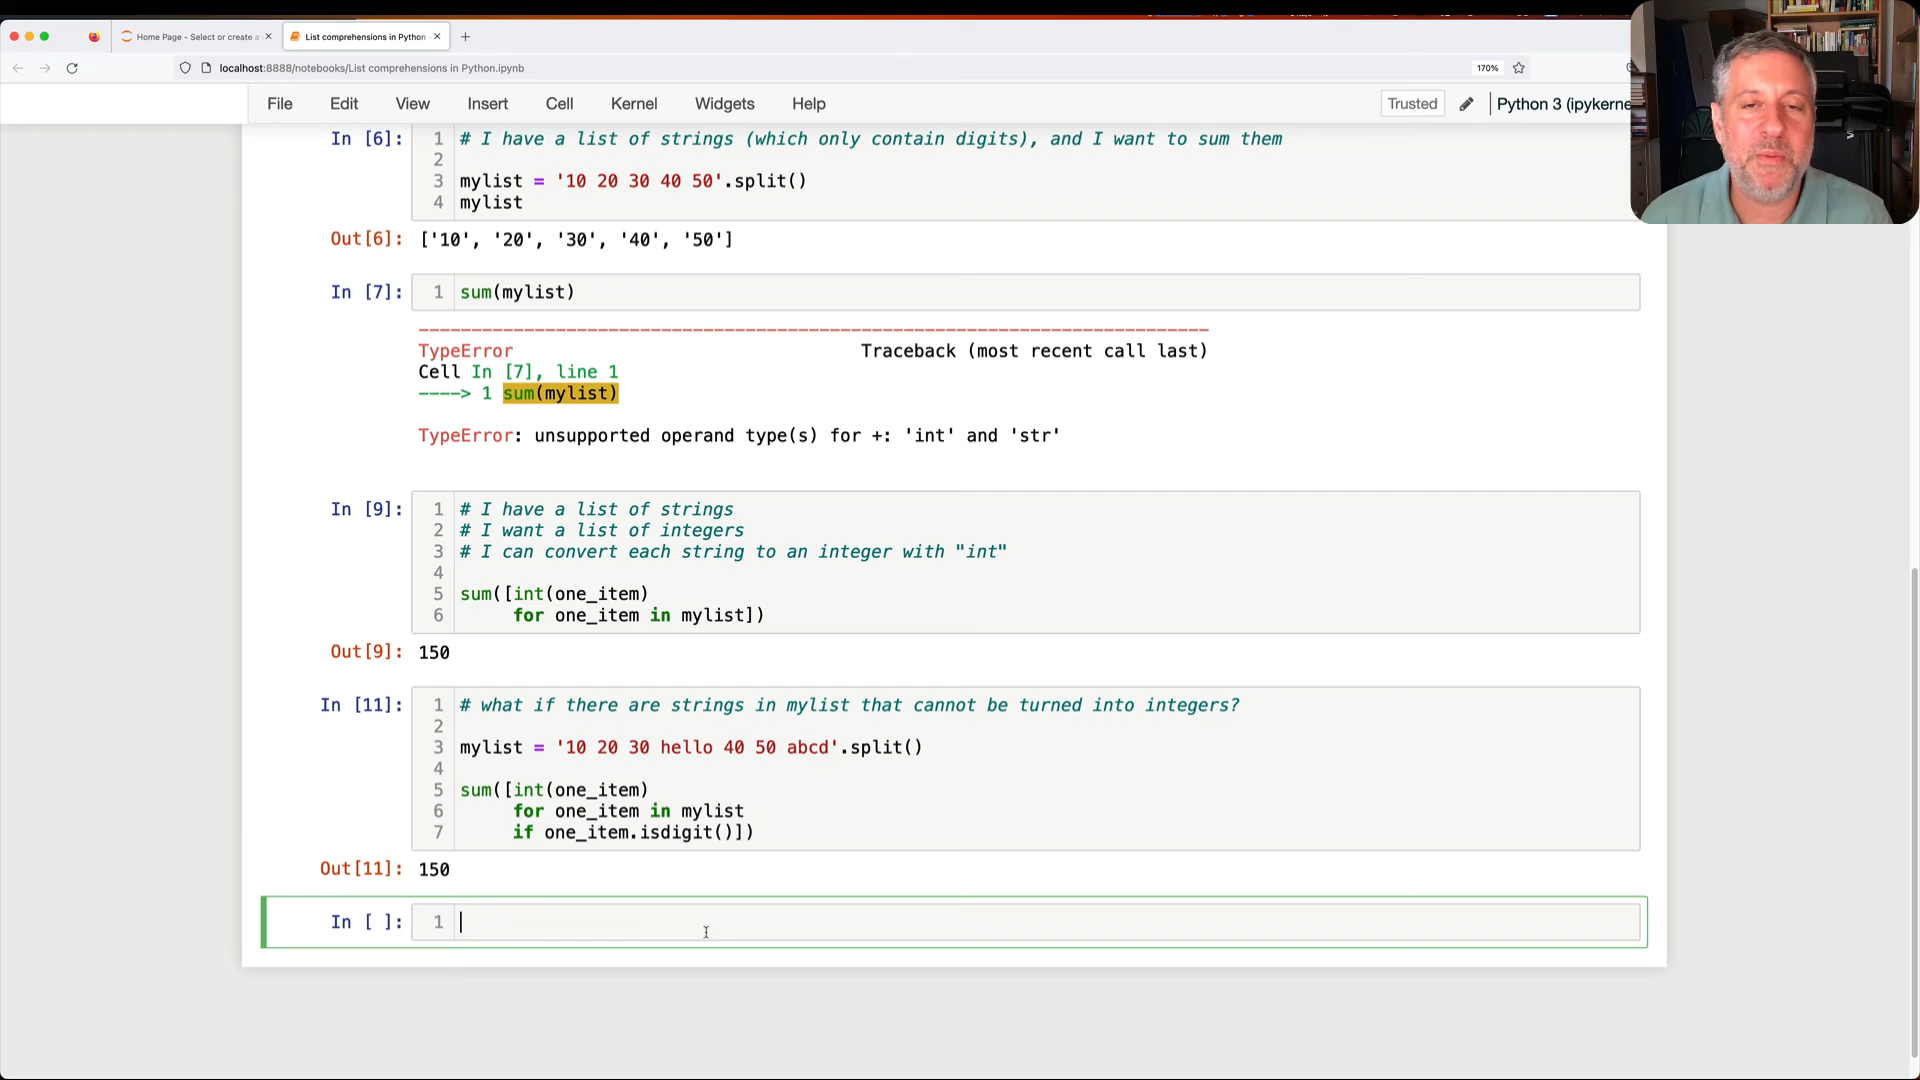 Home Page - Select or create a
List comprehensions in Python -
localhost:8888/notebooks/List comprehensions in Python.ipynb
170%
File Edit View Insert Cell Kernel Widgets Help
Trusted
Python 3 (ipykerne
In [6]:
1 # I have a list of strings (which only contain digits), and I want to sum them
2
3 mylist = '10 20 30 40 50'.split()
4 mylist
Out[6]: ['10', '20', '30', '40', '50']
In [7]: 1 sum(mylist)
---------------------------------------------------------------------------
TypeError Traceback (most recent call last)
Cell In [7], line 1
----> 1 sum(mylist)
TypeError: unsupported operand type(s) for +: 'int' and 'str'
In [9]: 1 # I have a list of strings
2 # I want a list of integers
3 # I can convert each string to an integer with "int"
4
5 sum([int(one_item)
6 for one_item in mylist])
Out[9]: 150
In [11]: 1 # what if there are strings in mylist that cannot be turned into integers?
2
3 mylist = '10 20 30 hello 40 50 abcd'.split()
4
5 sum([int(one_item)
6 for one_item in mylist
7 if one_item.isdigit()])
Out[11]: 150
In [ ]: 1